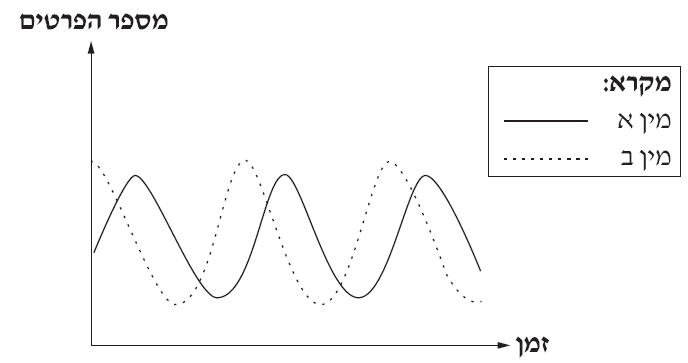 מספר הפרטים
מקרא:
מין א
מין ב
זמן